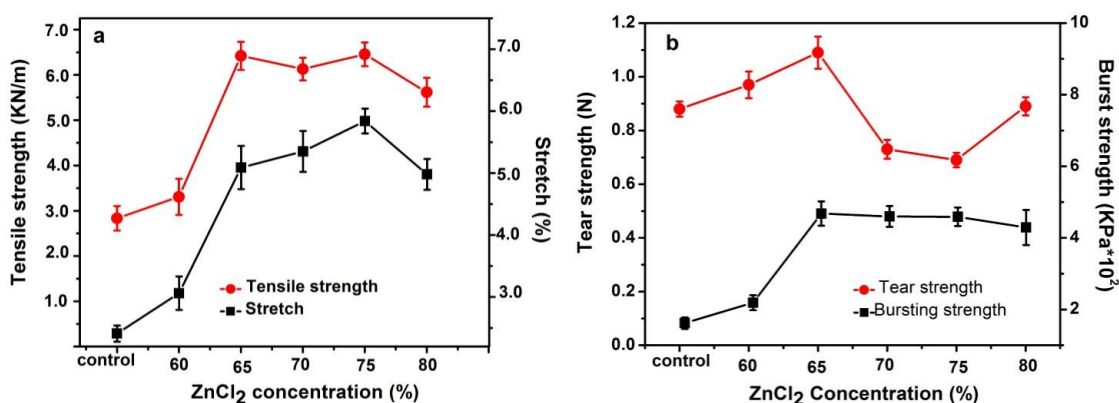 a
Tensile strength (KN/m)
7.0
6.0
5.0
4.0
3.0
2.0
1.0
7.0
6.0
5.0
4.0
3.0
Stretch (%)
Tensile strength
Stretch
control 60 65 70 75 80
ZnCl2 concentration (%)
b
Tear strength (N)
1.2
1.0
0.8
0.6
0.4
0.2
0.0
10
8
6
4
2
Burst strength (KPa*10²)
Tear strength
Bursting strength
control 60 65 70 75 80
ZnCl2 Concentration (%)